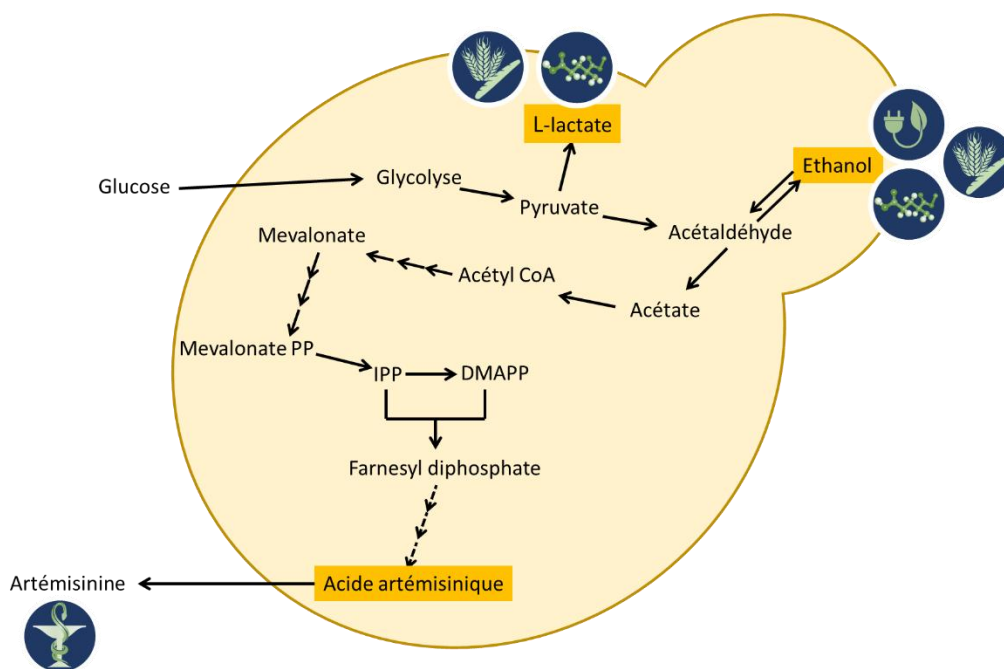 L-lactate
Ethanol
Glucose
Glycolyse
Pyruvate
Acétaldéhyde
Mevalonate
Acétyl CoA
Acétate
Mevalonate PP
IPP
DMAPP
Farnesyl diphosphate
Artémisinine
Acide artémisinique